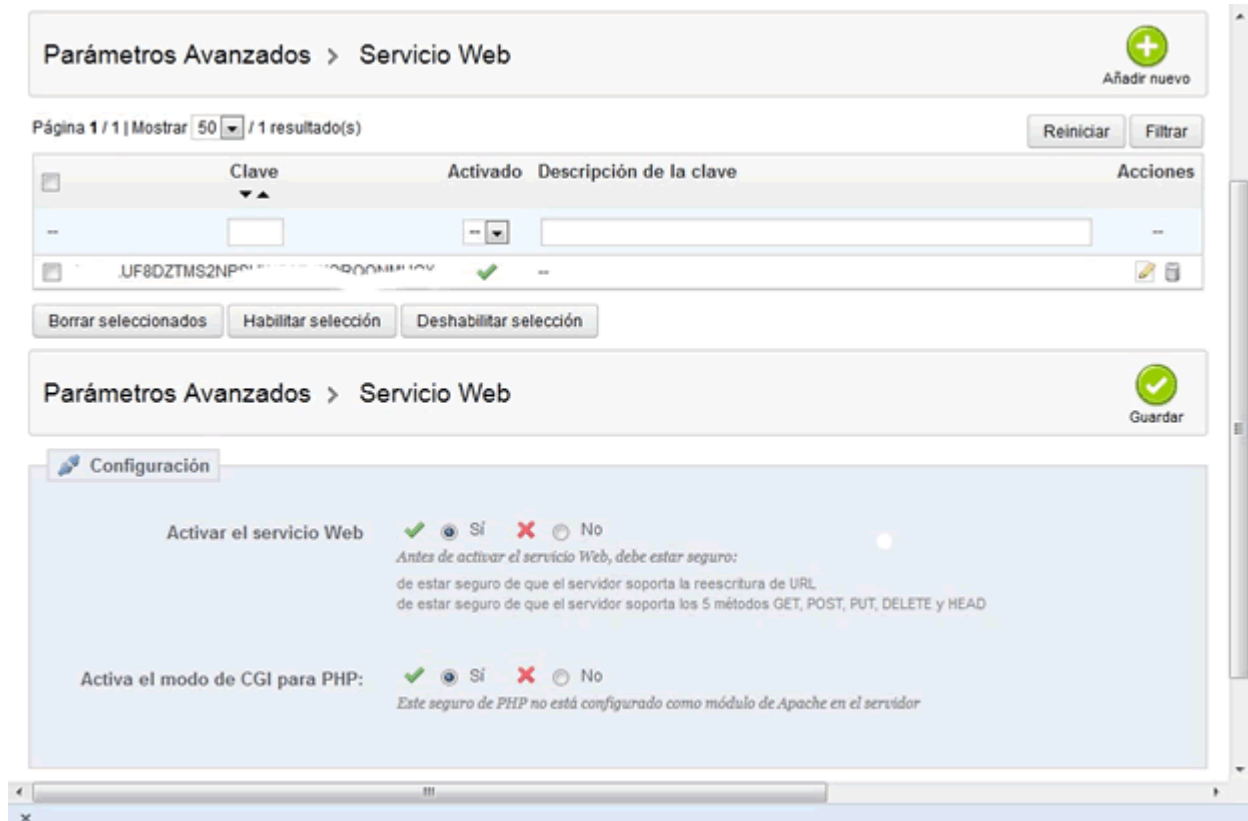 Parámetros Avanzados > Servicio Web
Añadir nuevo
Página 1 / 1 | Mostrar 50 / 1 resultado(s)
Reiniciar Filtrar
Clave Activado Descripción de la clave Acciones
-- -- --
--
Borrar seleccionados Habilitar selección Deshabilitar selección
Parámetros Avanzados > Servicio Web
Guardar
Configuración
Activar el servicio Web Sí No
Antes de activar el servicio Web, debe estar seguro:
de estar seguro de que el servidor soporta la reescritura de URL
de estar seguro de que el servidor soporta los 5 métodos GET, POST, PUT, DELETE y HEAD
Activa el modo de CGI para PHP: Sí No
Este seguro de PHP no está configurado como módulo de Apache en el servidor